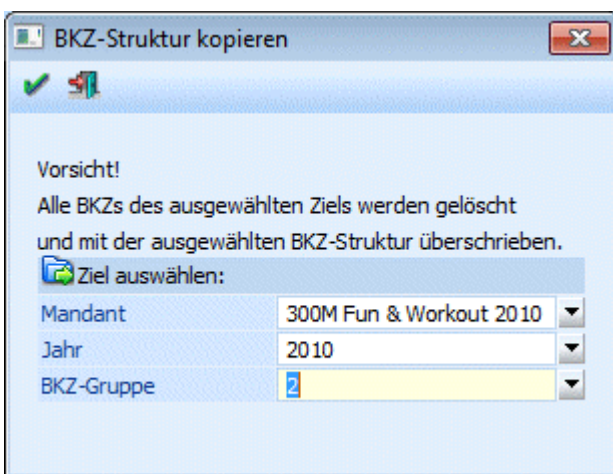 BKZ-Struktur kopieren
Vorsicht!
Alle BKZs des ausgewählten Ziels werden gelöscht
und mit der ausgewählten BKZ-Struktur überschrieben.
Ziel auswählen:
Mandant 300M Fun & Workout 2010
Jahr 2010
BKZ-Gruppe 2